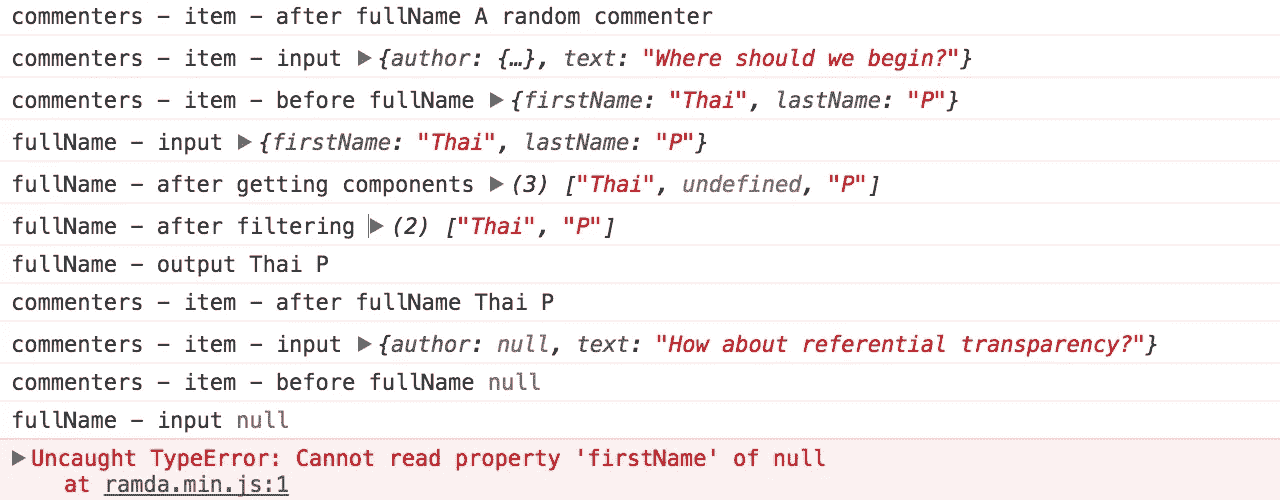 commenters – item – after fullName A random commenter
commenters – item – input ▶{author: {…}, text: "Where should we begin?"}
commenters – item – before fullName ▶{firstName: "Thai", lastName: "P"}
fullName – input ▶{firstName: "Thai", lastName: "P"}
fullName – after getting components ▶(3) ["Thai", undefined, "P"]
fullName – after filtering ▶(2) ["Thai", "P"]
fullName – output Thai P
commenters – item – after fullName Thai P
commenters – item – input ▶{author: null, text: "How about referential transparency?"}
commenters – item – before fullName null
fullName – input null
▶Uncaught TypeError: Cannot read property 'firstName' of null
at ramda.min.js:1